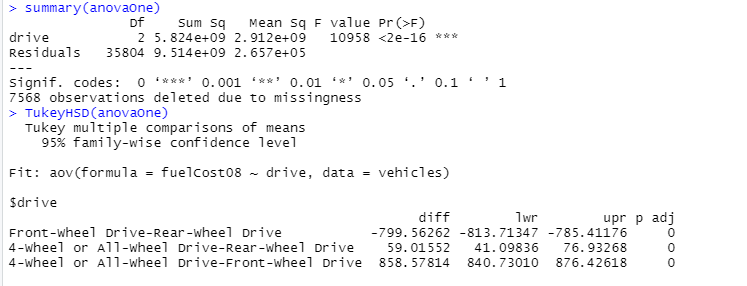 > summary(anovaOne)
Df Sum Sq Mean Sq F value Pr(>F)
drive 2 5.824e+09 2.912e+09 10958 <2e-16 ***
Residuals 35804 9.514e+09 2.657e+05
---
Signif. codes: 0 ‘***’ 0.001 ‘**’ 0.01 ‘*’ 0.05 ‘.’ 0.1 ‘ ’ 1
7568 observations deleted due to missingness
> TukeyHSD(anovaOne)
Tukey multiple comparisons of means
95% family-wise confidence level
Fit: aov(formula = fuelCost08 ~ drive, data = vehicles)
$drive
diff lwr upr p adj
Front-Wheel Drive-Rear-Wheel Drive -799.56262 -813.71347 -785.41176 0
4-Wheel or All-Wheel Drive-Rear-Wheel Drive 59.01552 41.09836 76.93268 0
4-Wheel or All-Wheel Drive-Front-Wheel Drive 858.57814 840.73010 876.42618 0